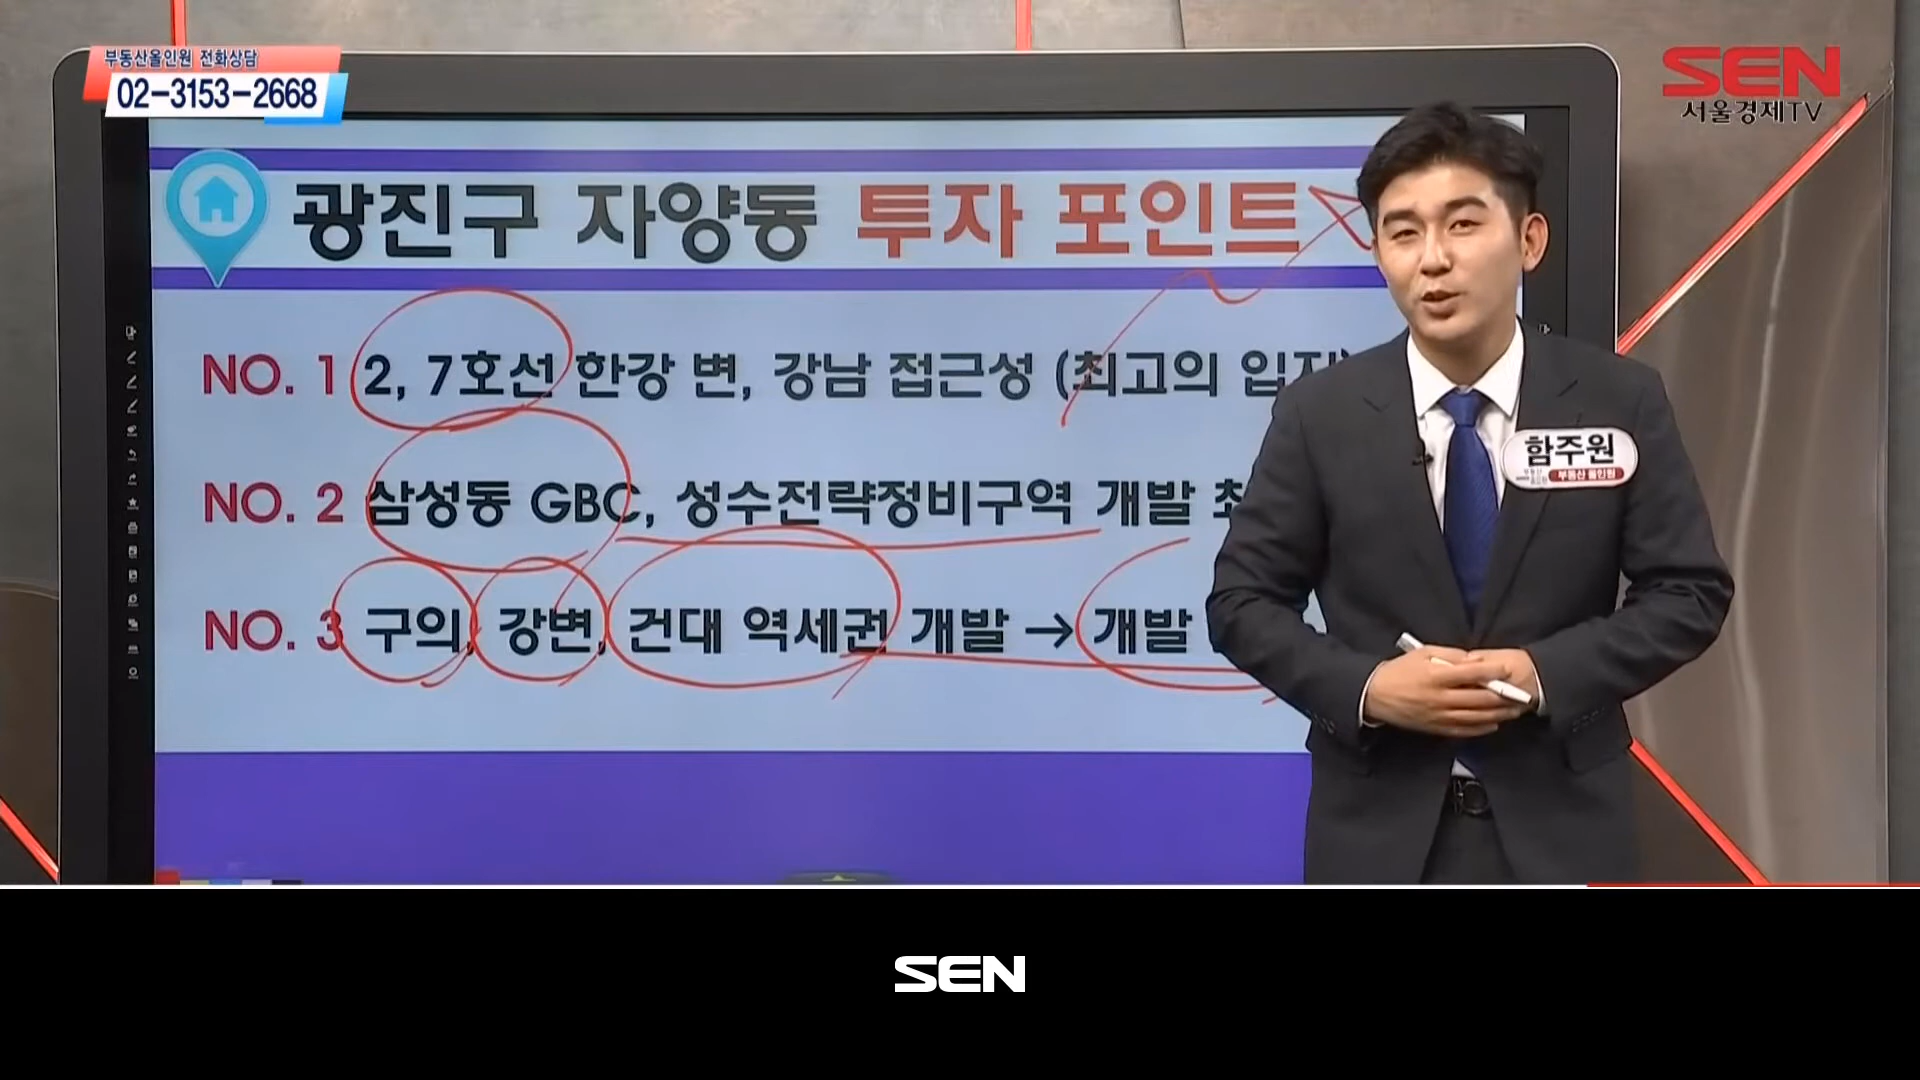 부동산올인원 전화상담
02-3153-2668
SEN
서울경제TV
광진구 자양동 투자 포인트
NO. 1 2, 7호선 한강 변, 강남 접근성 (최고의 입지
NO. 2 삼성동 GBC, 성수전략정비구역 개발
NO. 3 구의, 강변, 건대 역세권 개발 → 개발
함주원
부동산 올인원
SEN